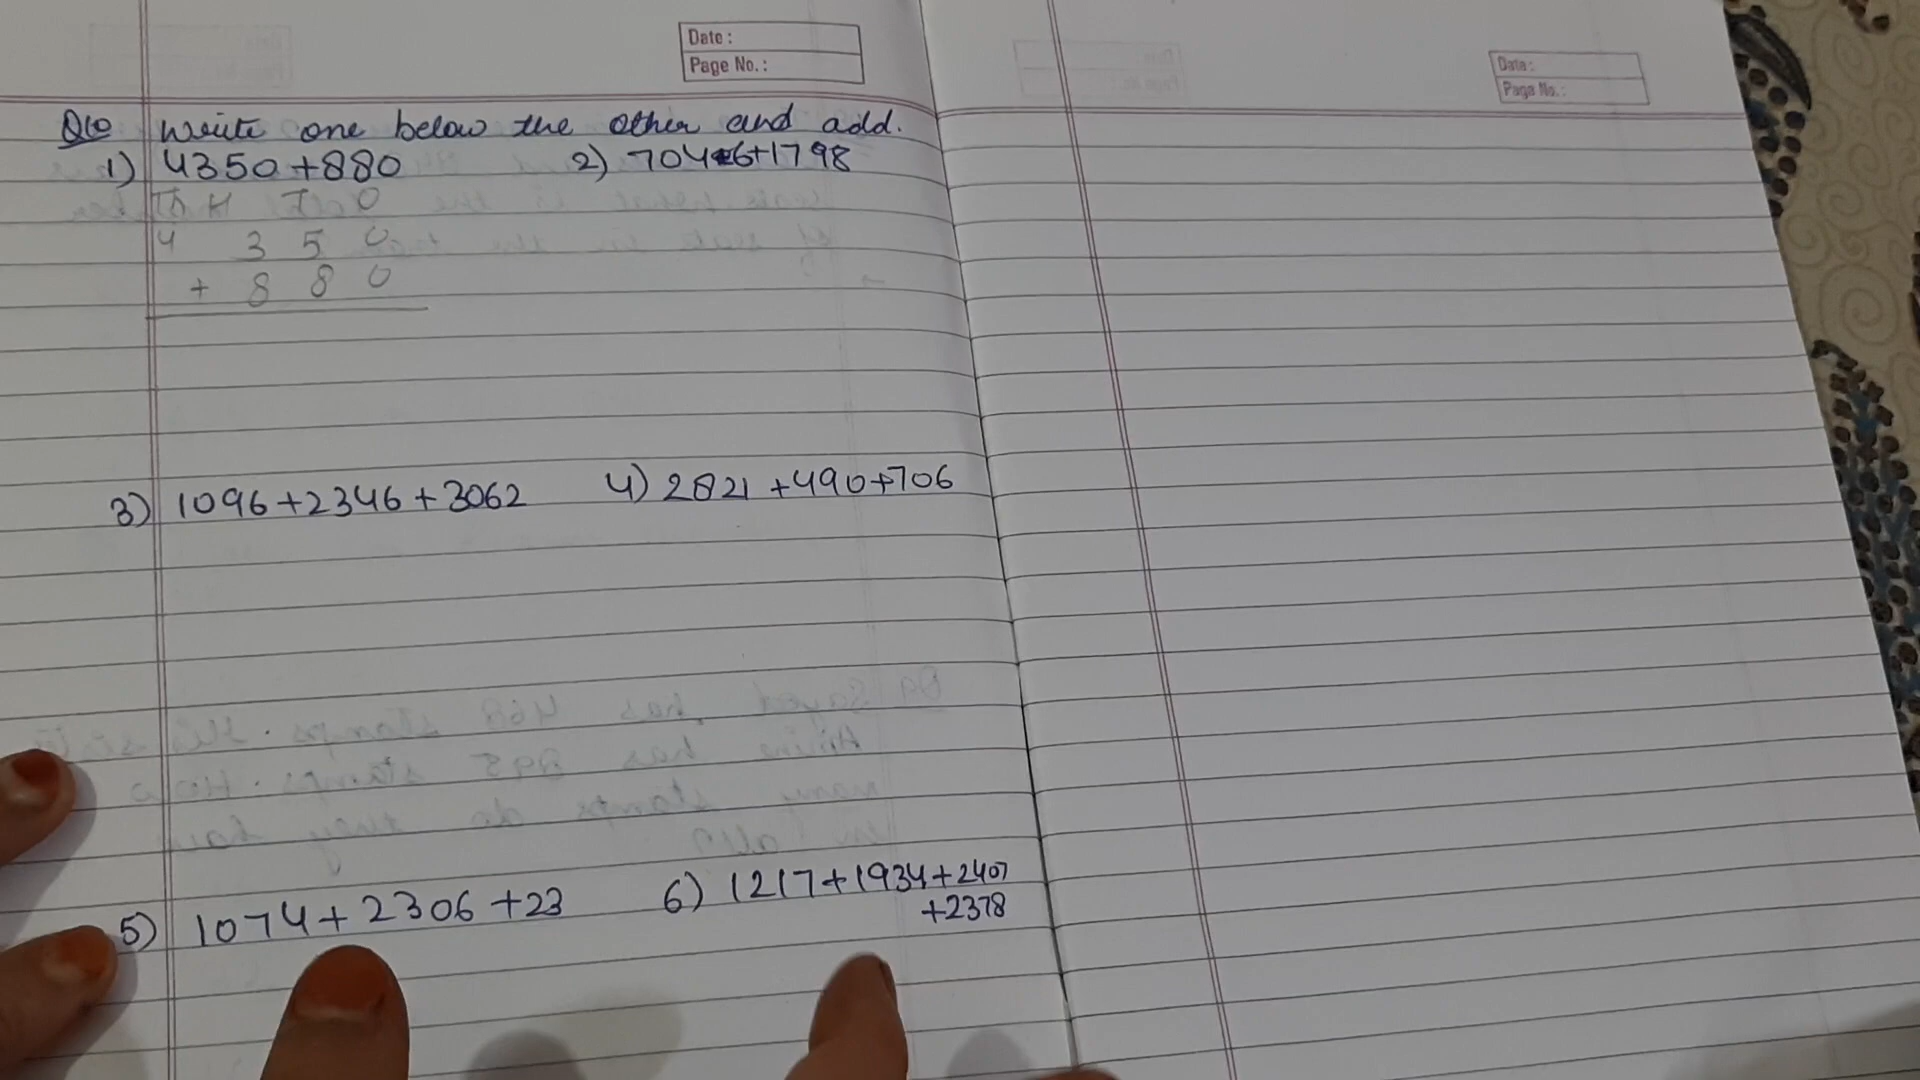 Date :
Page No. :
Date :
Page No. :
Q10 Write one below the other and add.
1) 4350+880
2) 7046+1798
Th H T O
4 3 5 0
+ 8 8 0
3) 1096+2346+3062
4) 2821+490+706
5) 1074+2306+23
6) 1217+1934+2407
+2378